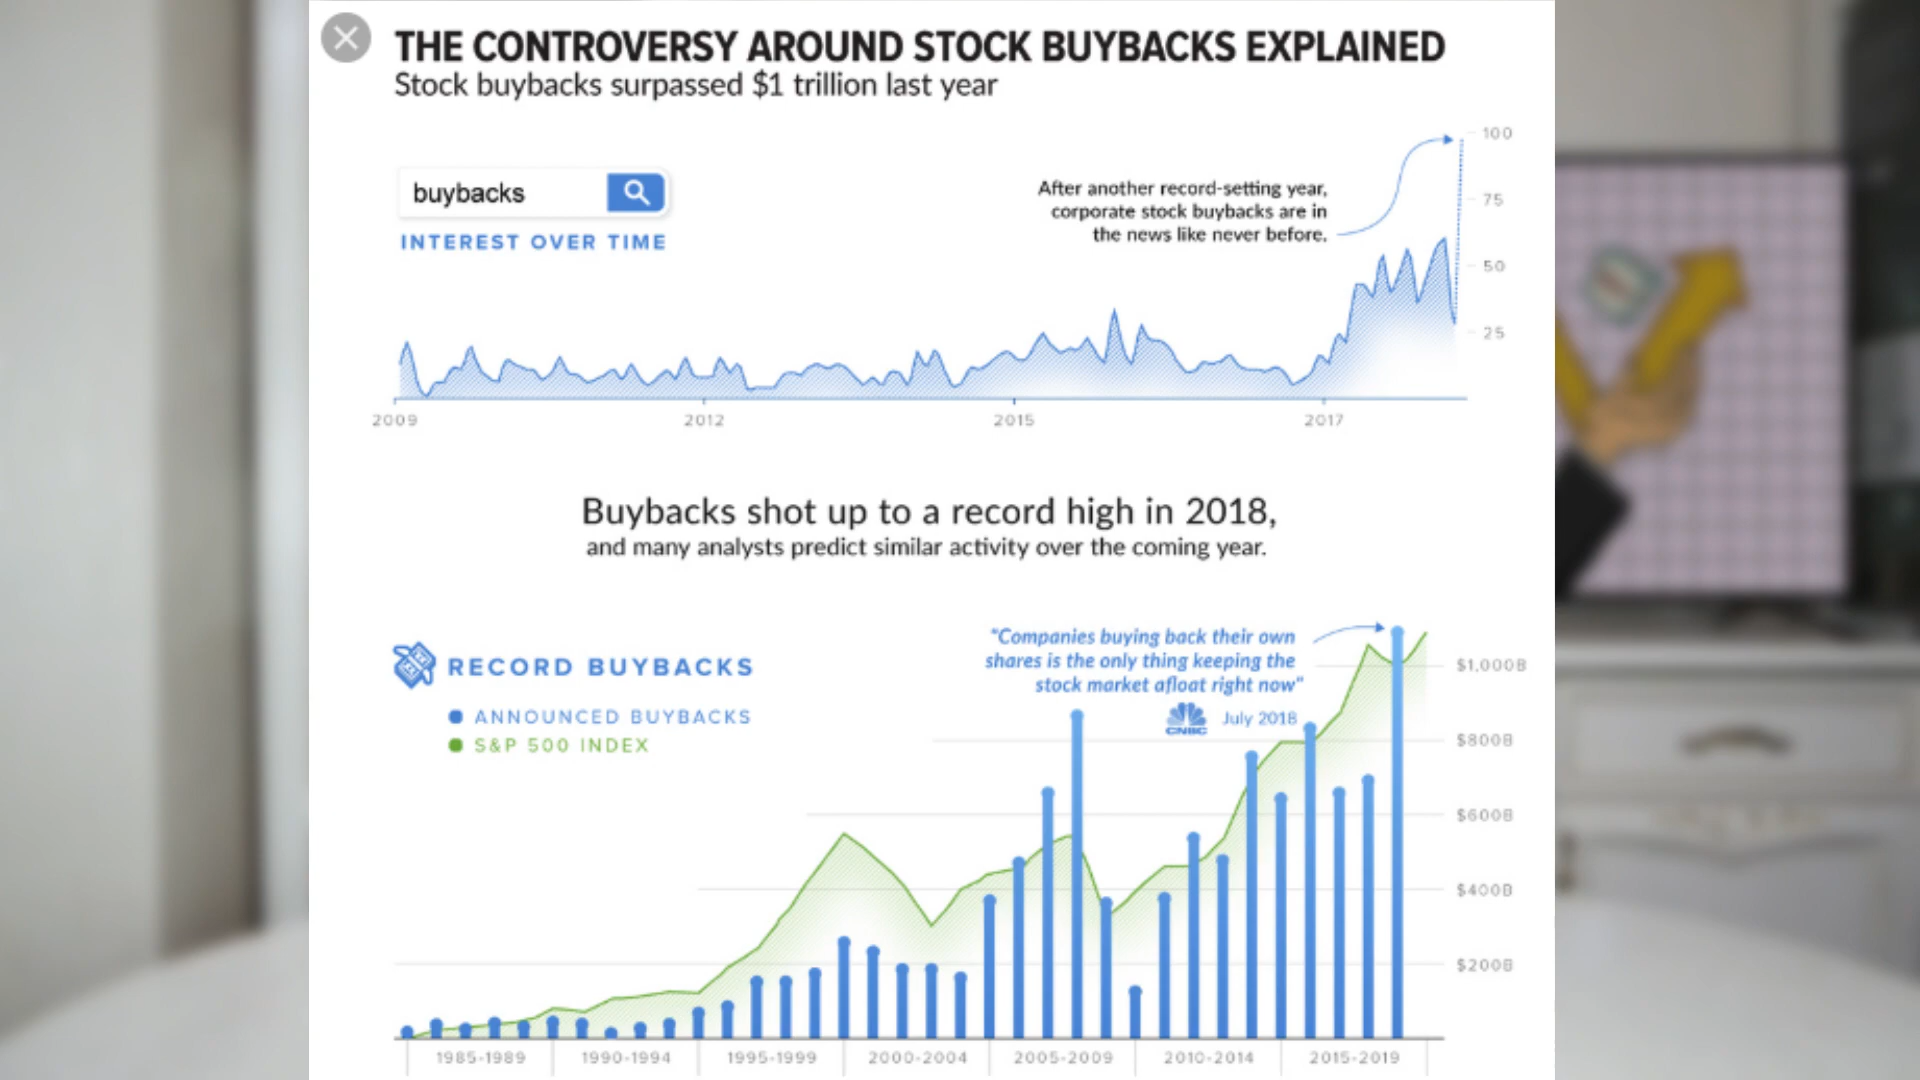 THE CONTROVERSY AROUND STOCK BUYBACKS EXPLAINED
Stock buybacks surpassed $1 trillion last year
buybacks
INTEREST OVER TIME
After another record-setting year,
corporate stock buybacks are in
the news like never before.
100
75
50
25
2009
2012
2015
2017
Buybacks shot up to a record high in 2018,
and many analysts predict similar activity over the coming year.
RECORD BUYBACKS
ANNOUNCED BUYBACKS
S&P 500 INDEX
"Companies buying back their own
shares is the only thing keeping the
stock market afloat right now"
CNBC
July 2018
$1,000B
$800B
$600B
$400B
$200B
1985-1989
1990-1994
1995-1999
2000-2004
2005-2009
2010-2014
2015-2019